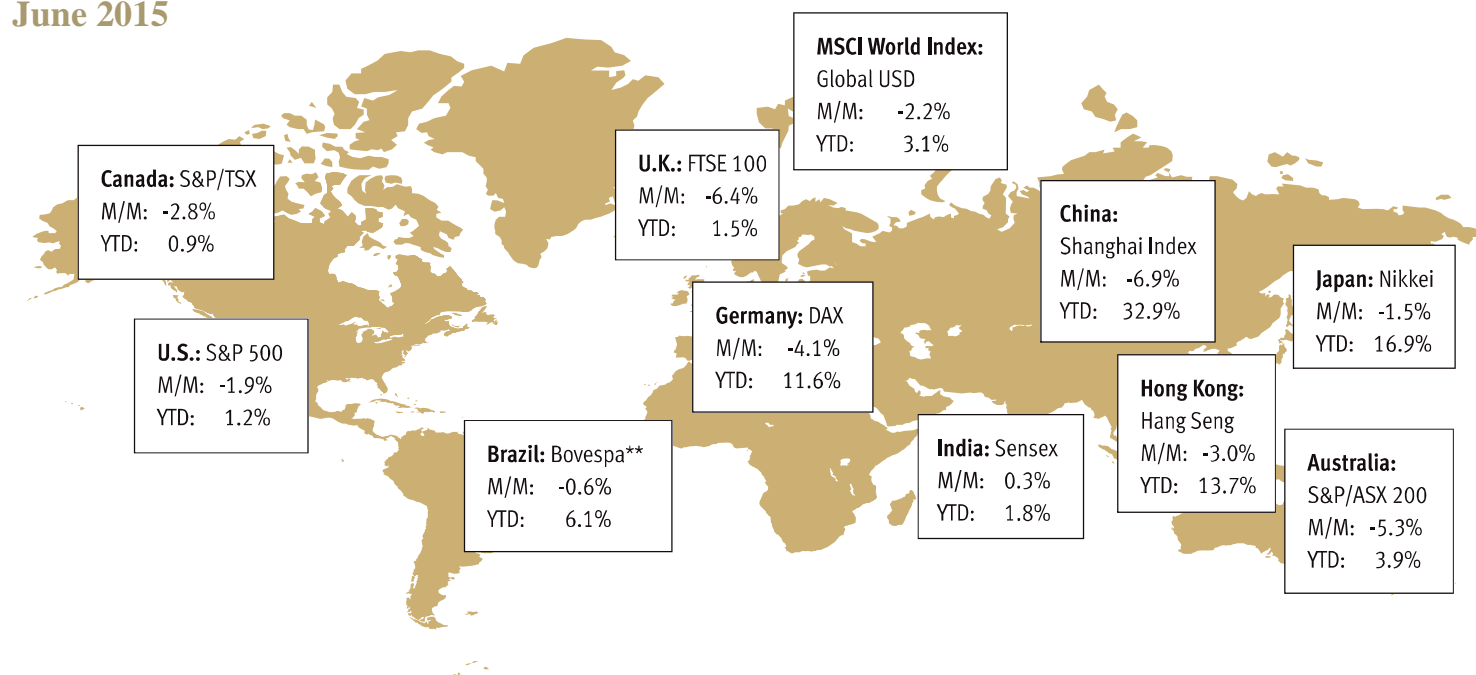 June 2015
MSCI World Index:
Global USD
M/M: -2.2%
YTD: 3.1%
Canada: S&P/TSX
M/M: -2.8%
YTD: 0.9%
U.K.: FTSE 100
M/M: -6.4%
YTD: 1.5%
China:
Shanghai Index
M/M: -6.9%
YTD: 32.9%
Japan: Nikkei
M/M: -1.5%
YTD: 16.9%
Germany: DAX
M/M: -4.1%
YTD: 11.6%
U.S.: S&P 500
M/M: -1.9%
YTD: 1.2%
Hong Kong:
Hang Seng
M/M: -3.0%
YTD: 13.7%
Brazil: Bovespa**
M/M: -0.6%
YTD: 6.1%
India: Sensex
M/M: 0.3%
YTD: 1.8%
Australia:
S&P/ASX 200
M/M: -5.3%
YTD: 3.9%